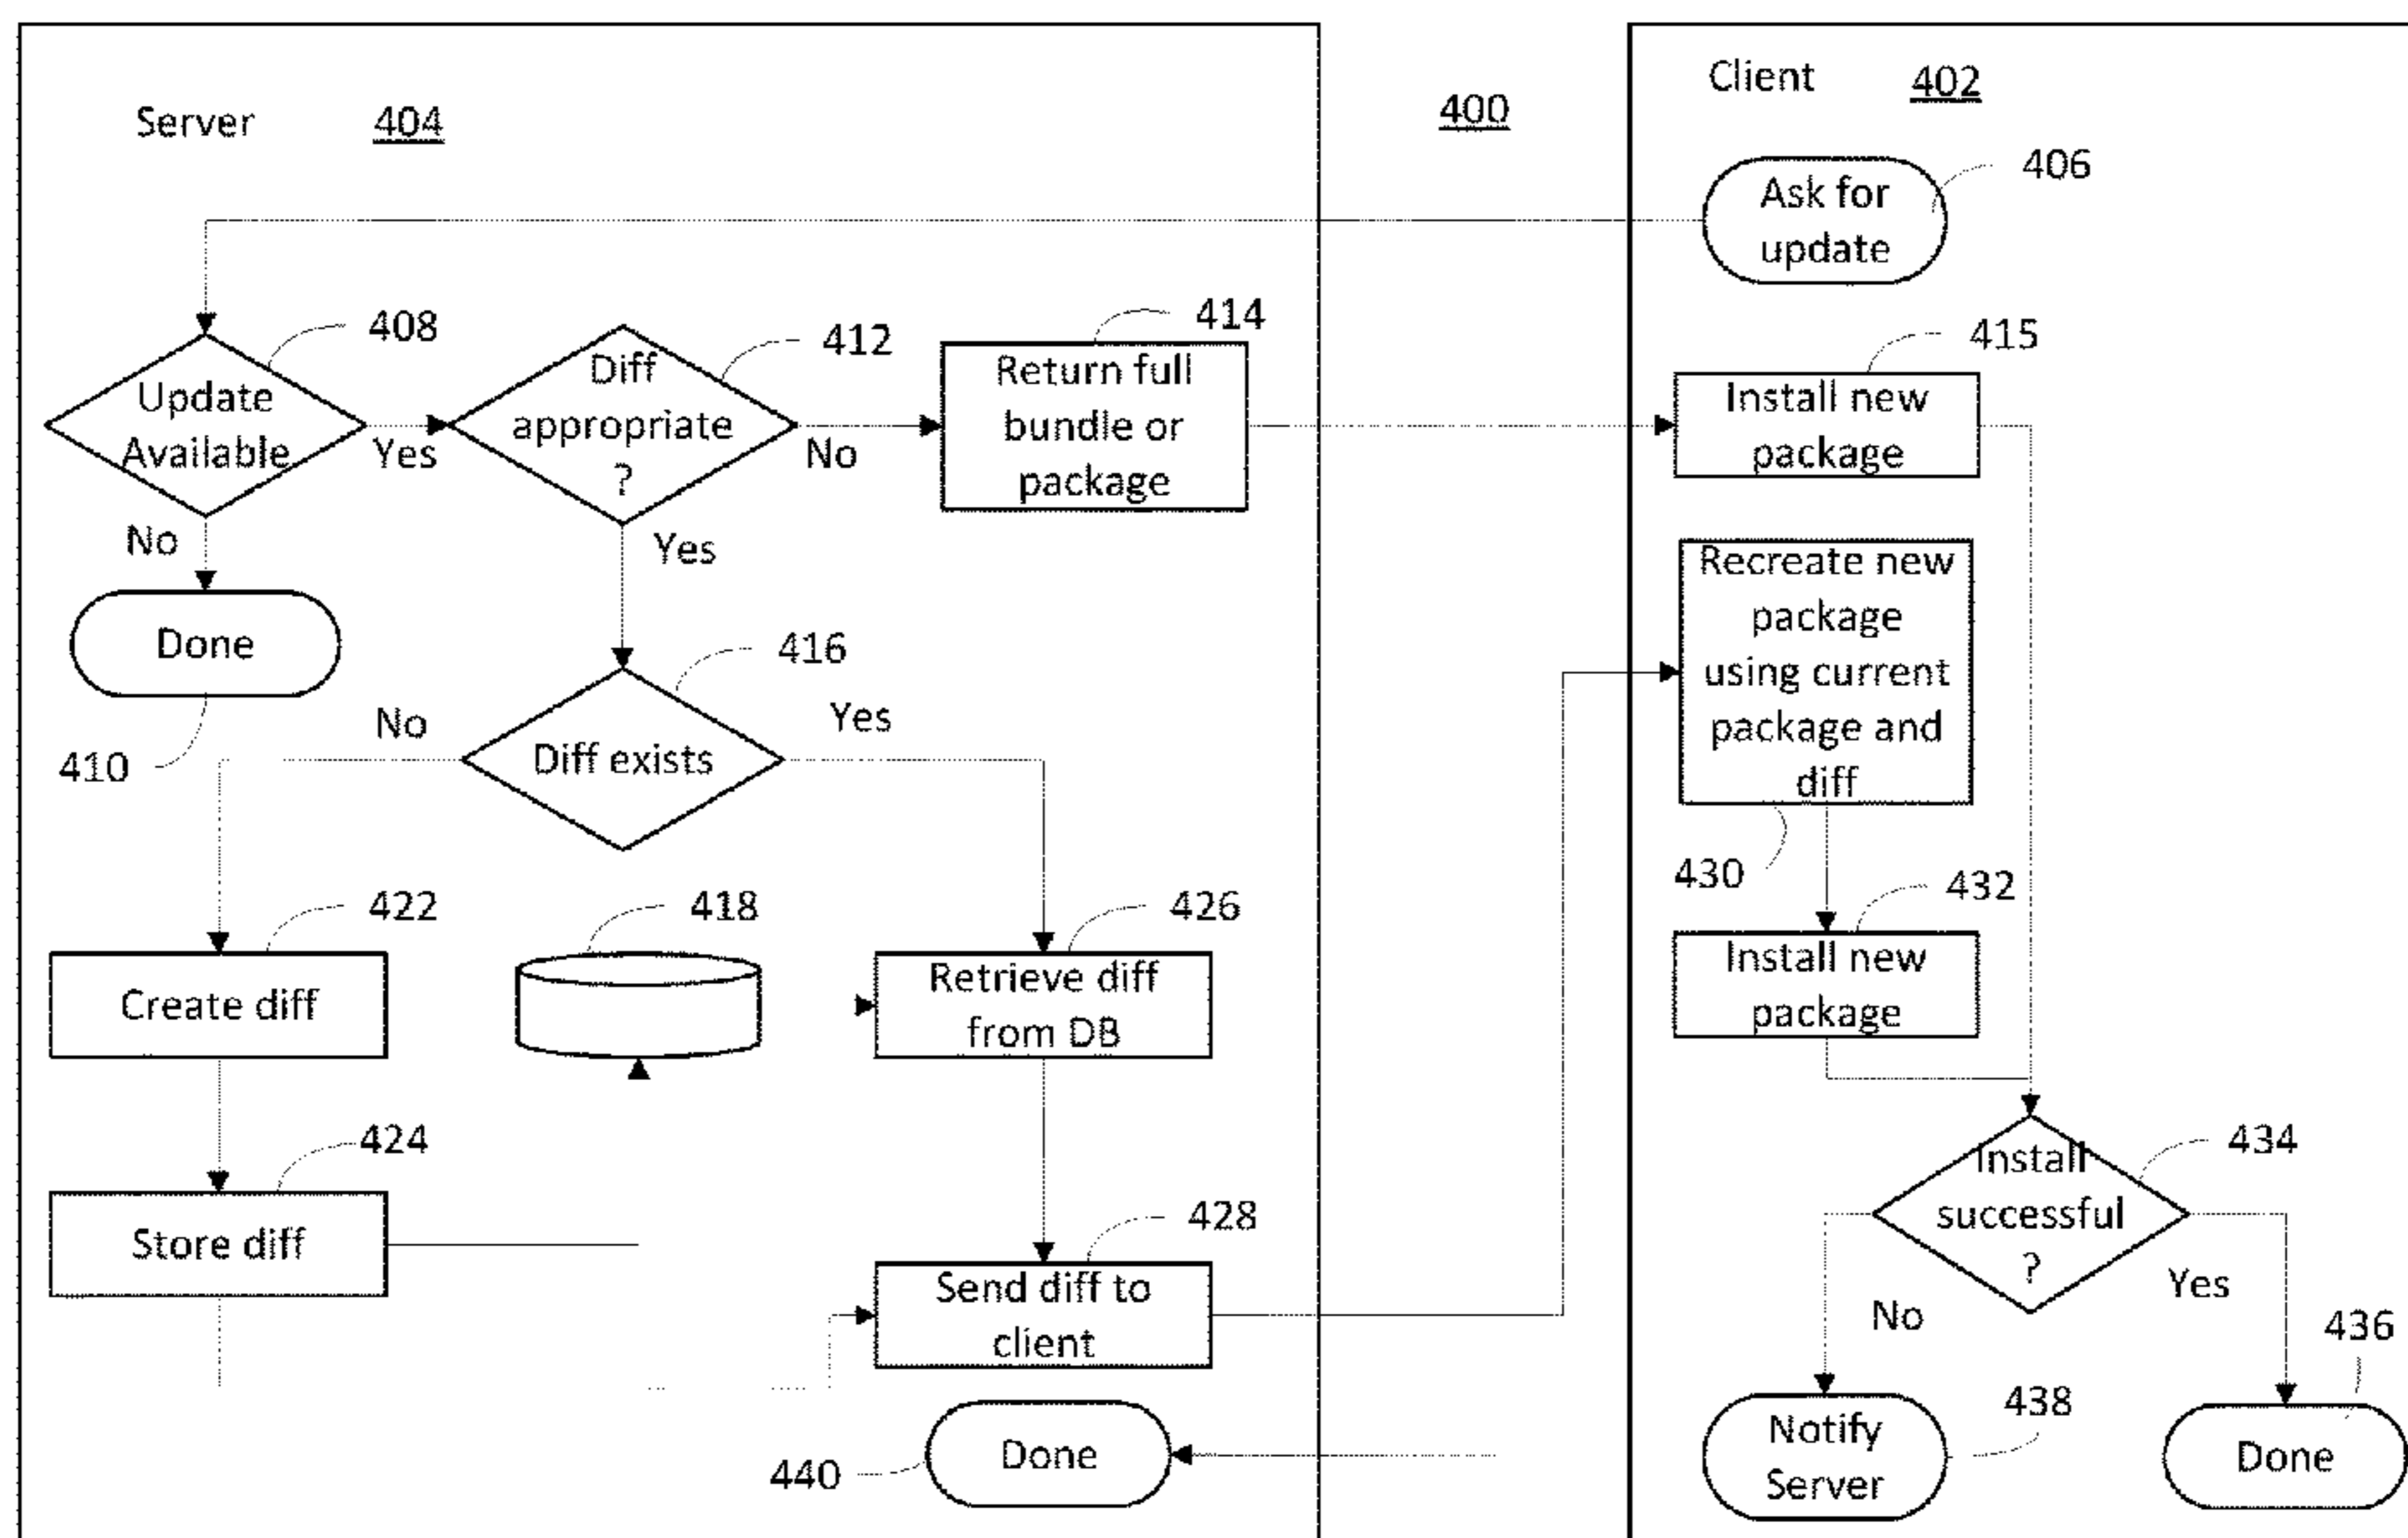 Server 404
400
Client 402
Ask for
update
406
408
Update
Available
Yes
No
Done
410
412
Diff
appropriate
?
No
Yes
414
Return full
bundle or
package
415
Install new
package
416
Diff exists
No
Yes
Recreate new
package
using current
package and
diff
430
422
Create diff
418
426
Retrieve diff
from DB
432
Install new
package
424
Store diff
428
Send diff to
client
434
Install
successful
?
No
Yes
436
Done
438
Notify
Server
440
Done